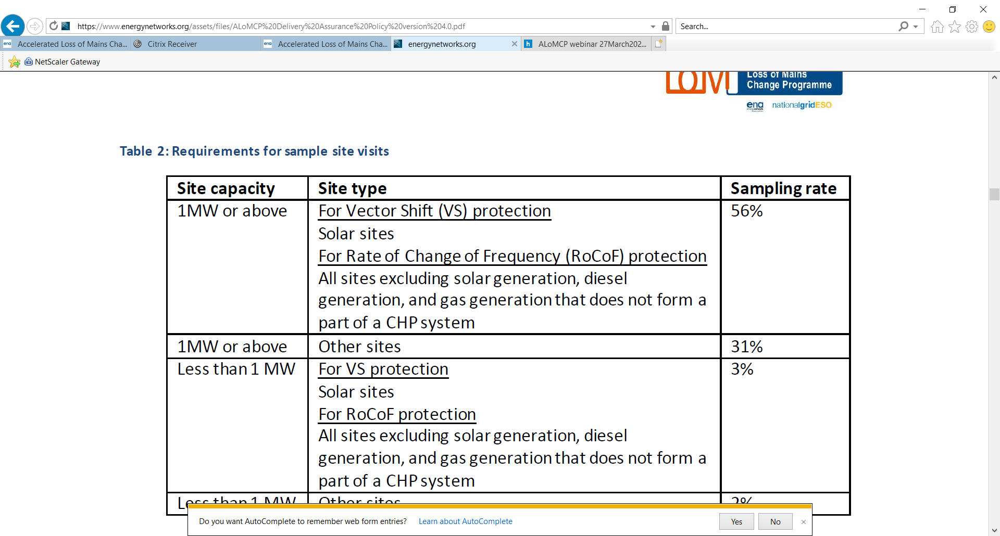 https://www.energynetworks.org/assets/files/ALoMCP%20Delivery%20Assurance%20Policy%20version%204.0.pdf
Search...
ena Accelerated Loss of Mains Cha...
Citrix Receiver
ena Accelerated Loss of Mains Cha...
energynetworks.org
h ALoMCP webinar 27March202...
NetScaler Gateway
LOM
Loss of Mains
Change Programme
ena
nationalgridESO
Table 2: Requirements for sample site visits
Site capacity Site type Sampling rate
1MW or above For Vector Shift (VS) protection 56%
Solar sites
For Rate of Change of Frequency (RoCoF) protection
All sites excluding solar generation, diesel
generation, and gas generation that does not form a
part of a CHP system
1MW or above Other sites 31%
Less than 1 MW For VS protection 3%
Solar sites
For RoCoF protection
All sites excluding solar generation, diesel
generation, and gas generation that does not form a
part of a CHP system
Less than 1 MW Other sites 2%
Do you want AutoComplete to remember web form entries? Learn about AutoComplete Yes No